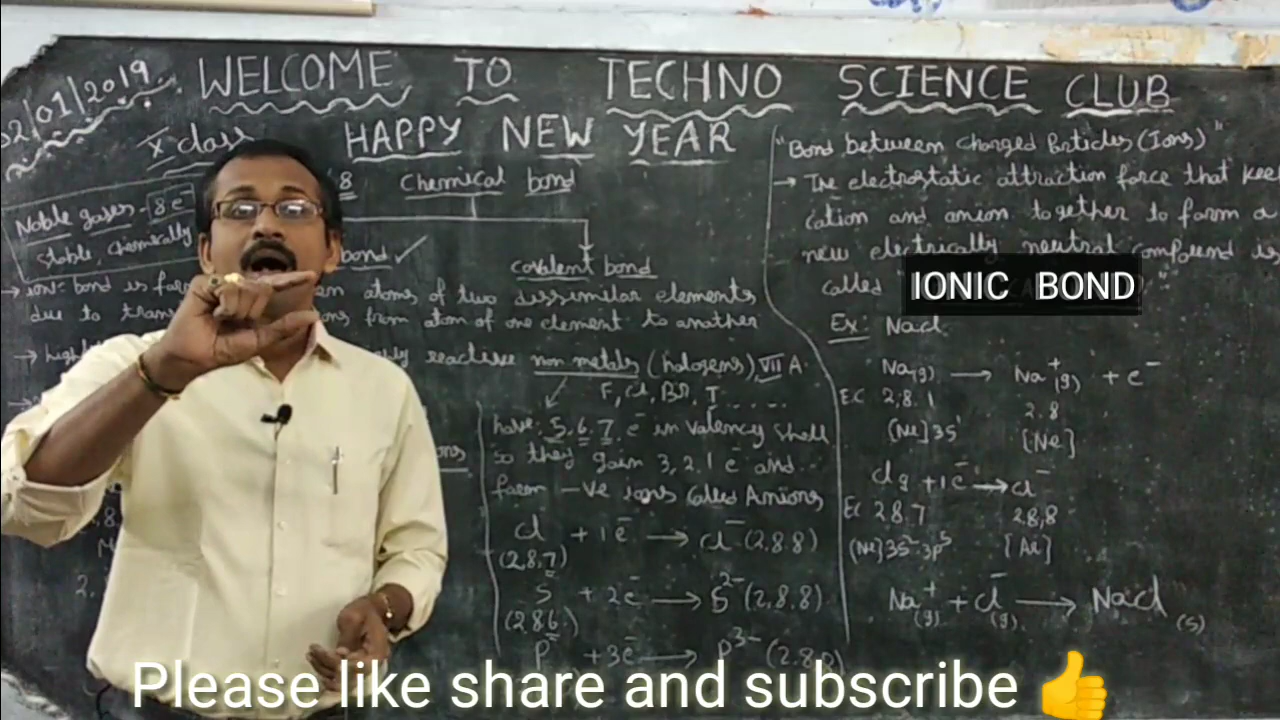 02/01/2019
WELCOME TO TECHNO SCIENCE CLUB
X class
HAPPY NEW YEAR
8 Chemical bond
Noble gases - 8e⁻
stable, chemically
bond ✓
covalent bond
→ ionic bond is atoms of two dissimilar elements
due to from atom of one element to another
→ reactive non metals (halogens), VII A
F, Cl, Br, I .....
have 5,6,7, e⁻ in valency shell
so they gain 3,2,1 e⁻ and..
form -ve ions called Anions
Cl + 1e⁻ → Cl⁻ (2.8.8)
(2,8,7)
S + 2e⁻ → S²⁻ (2,8,8)
(2 8 6)
P + 3e⁻ → P³⁻ (2.8.8)
"Bond between charged Particles (Ions)"
→ The electrostatic attraction force that kee
cation and anion together to form a
new electrically neutral compound is
called "
IONIC BOND
Ex: Nacl
Na(g) → Na⁺(g) + e⁻
EC 2,8.1 2.8
[Ne]3s¹ [Ne]
Clg + 1e⁻ → Cl⁻
EC 2 8 7 28,8
(Ne]3s² 3p⁵ [Ar]
Na⁺(g) + Cl⁻(g) → Nacl (s)
Please like share and subscribe 👍